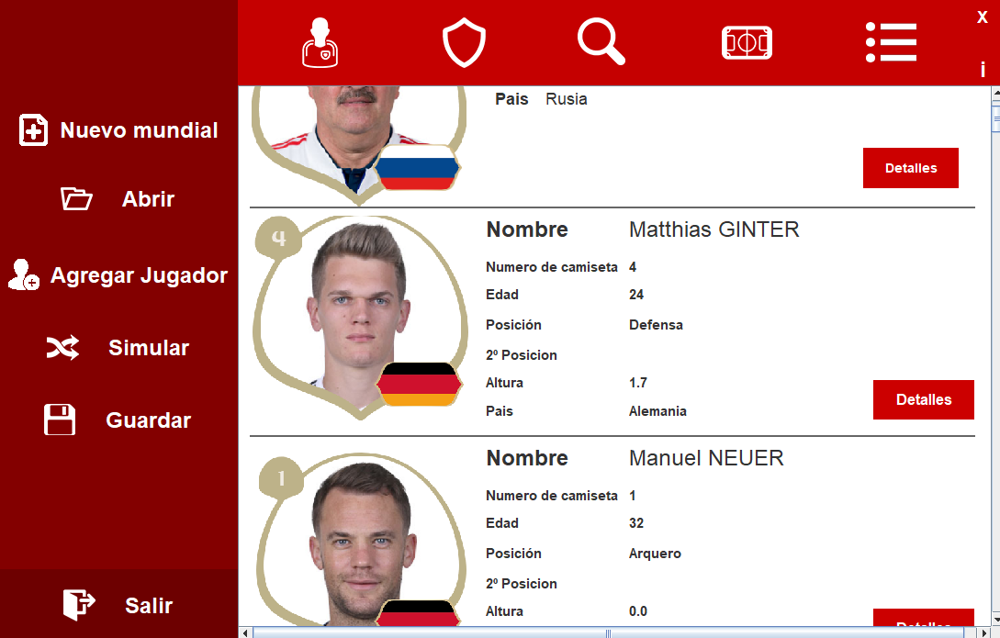 X
i
Nuevo mundial
Abrir
Agregar Jugador
Simular
Guardar
Salir
Pais Rusia
Detalles
4
Nombre Matthias GINTER
Numero de camiseta 4
Edad 24
Posición Defensa
2º Posicion
Altura 1.7
Pais Alemania
Detalles
1
Nombre Manuel NEUER
Numero de camiseta 1
Edad 32
Posición Arquero
2º Posicion
Altura 0.0
Detalles